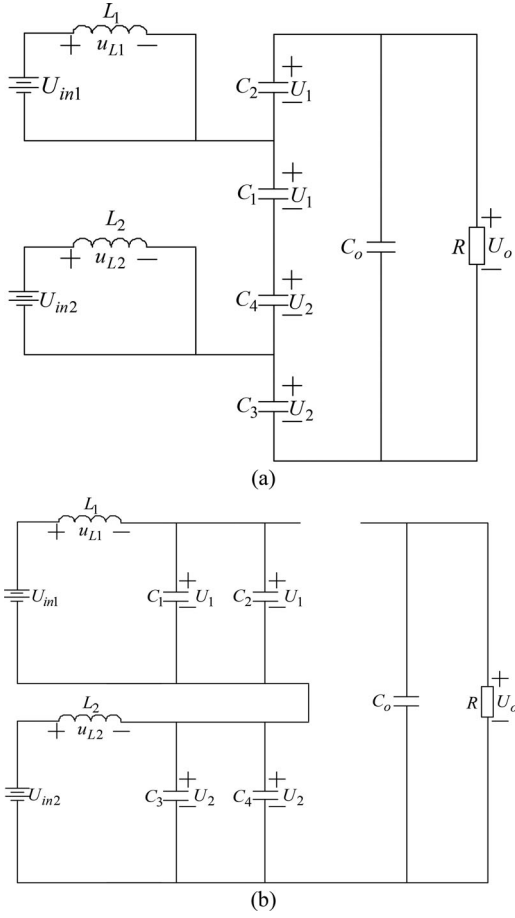 L1
+ uL1 −
Uin1
C2
+
U1
−
C1
+
U1
−
L2
+ uL2 −
Uin2
C4
+
U2
−
C3
+
U2
−
Co
R
+
Uo
−
(a)
L1
+ uL1 −
Uin1
C1
+
U1
−
C2
+
U1
−
L2
+ uL2 −
Uin2
C3
+
U2
−
C4
+
U2
−
Co
R
+
Uo
−
(b)